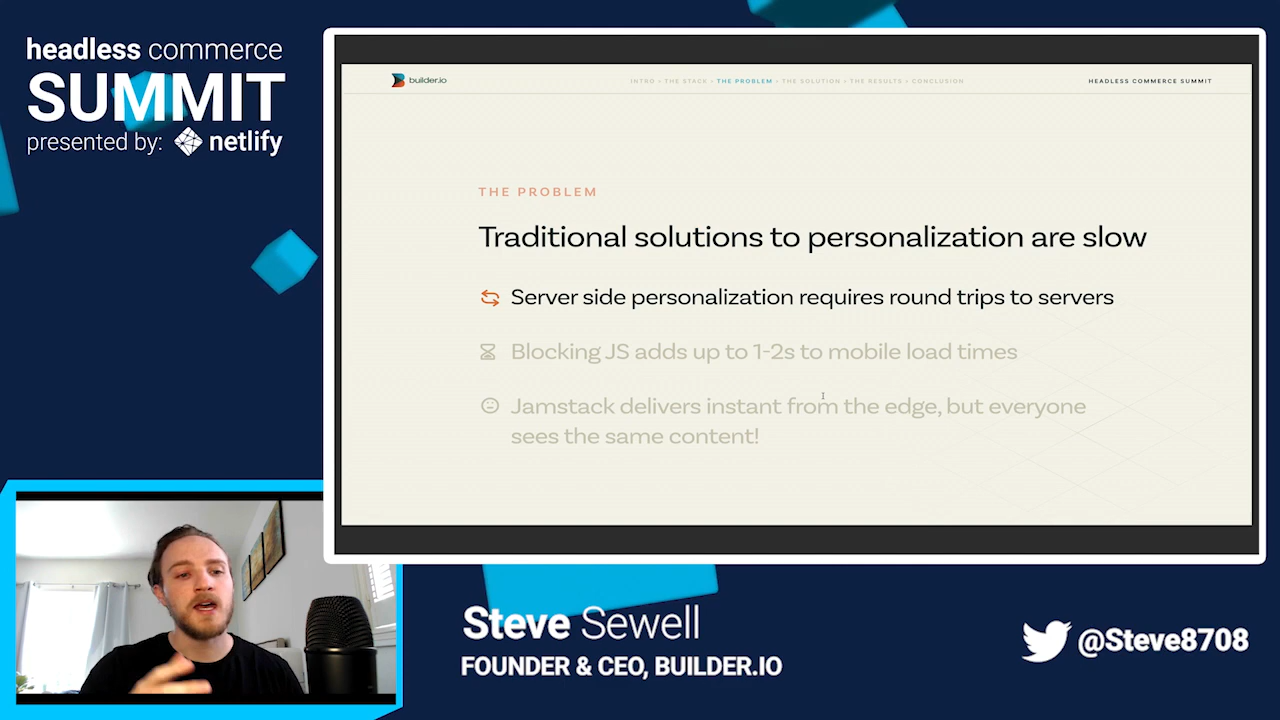 headless commerce
SUMMIT
presented by: netlify
builder.io
INTRO • THE STACK • THE PROBLEM • THE SOLUTION • THE RESULTS • CONCLUSION
HEADLESS COMMERCE SUMMIT
THE PROBLEM
Traditional solutions to personalization are slow
Server side personalization requires round trips to servers
Blocking JS adds up to 1-2s to mobile load times
Jamstack delivers instant from the edge, but everyone
sees the same content!
Steve Sewell
FOUNDER & CEO, BUILDER.IO
@Steve8708